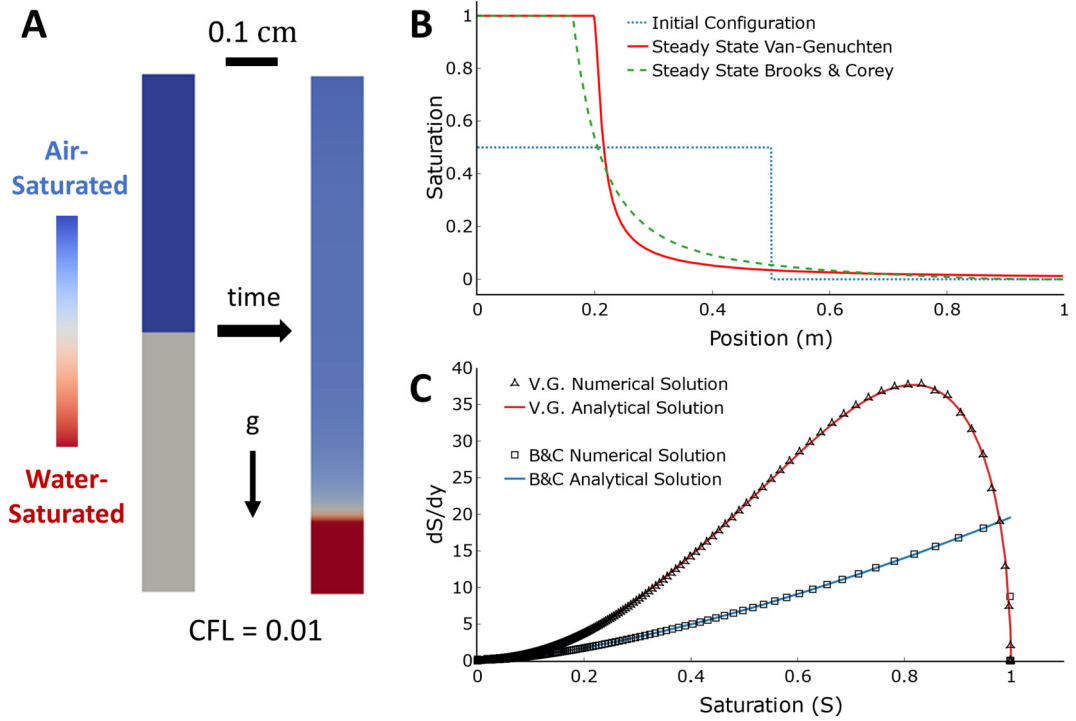 A
0.1 cm
Air-
Saturated
time
g
Water-
Saturated
CFL = 0.01
B
Initial Configuration
Steady State Van-Genuchten
Steady State Brooks & Corey
Saturation
1
0.8
0.6
0.4
0.2
0
0
0.2
0.4
0.6
0.8
1
Position (m)
C
V.G. Numerical Solution
V.G. Analytical Solution
B&C Numerical Solution
B&C Analytical Solution
dS/dy
40
35
30
25
20
15
10
5
0
0
0.2
0.4
0.6
0.8
1
Saturation (S)